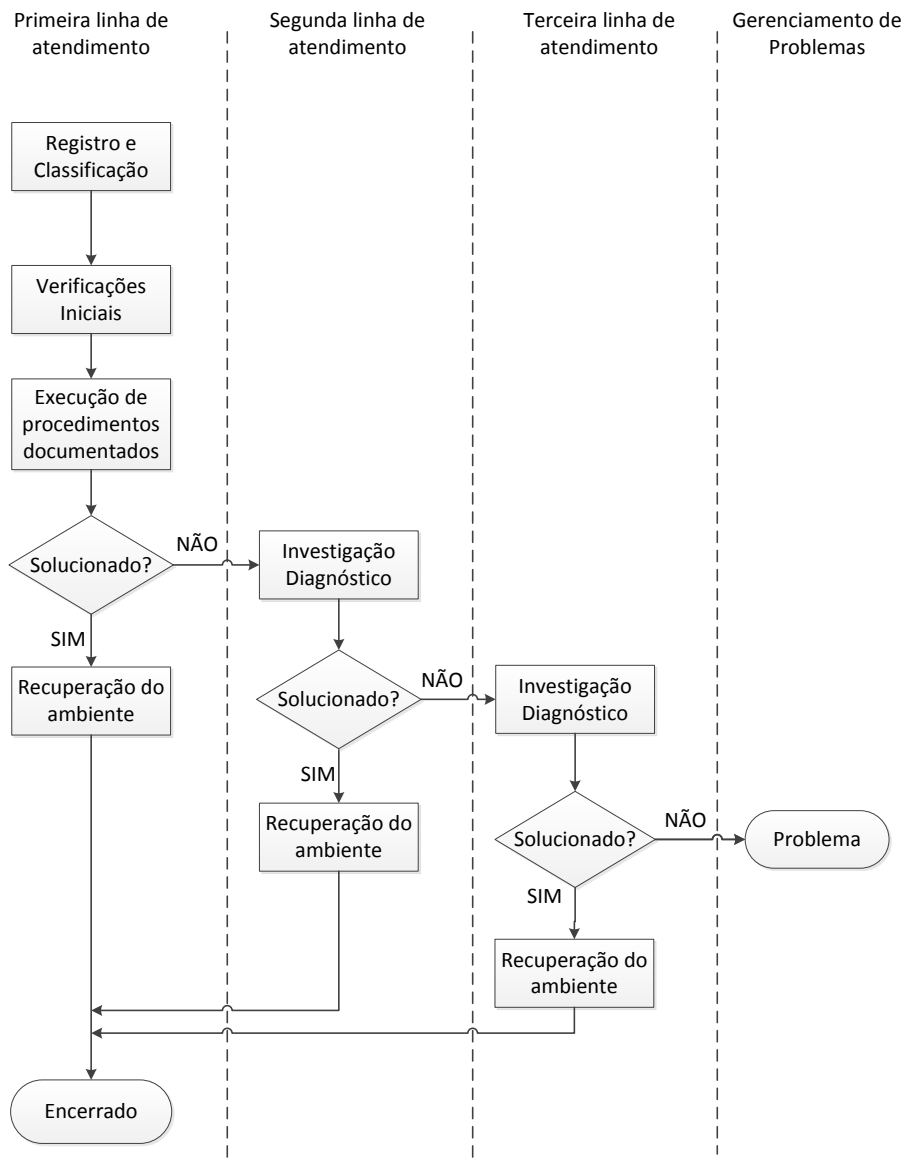 Primeira linha de
atendimento
Segunda linha de
atendimento
Terceira linha de
atendimento
Gerenciamento de
Problemas
Registro e
Classificação
Verificações
Iniciais
Execução de
procedimentos
documentados
Solucionado?
NÃO
SIM
Recuperação do
ambiente
Investigação
Diagnóstico
Solucionado?
NÃO
SIM
Recuperação do
ambiente
Investigação
Diagnóstico
Solucionado?
NÃO
SIM
Recuperação do
ambiente
Problema
Encerrado